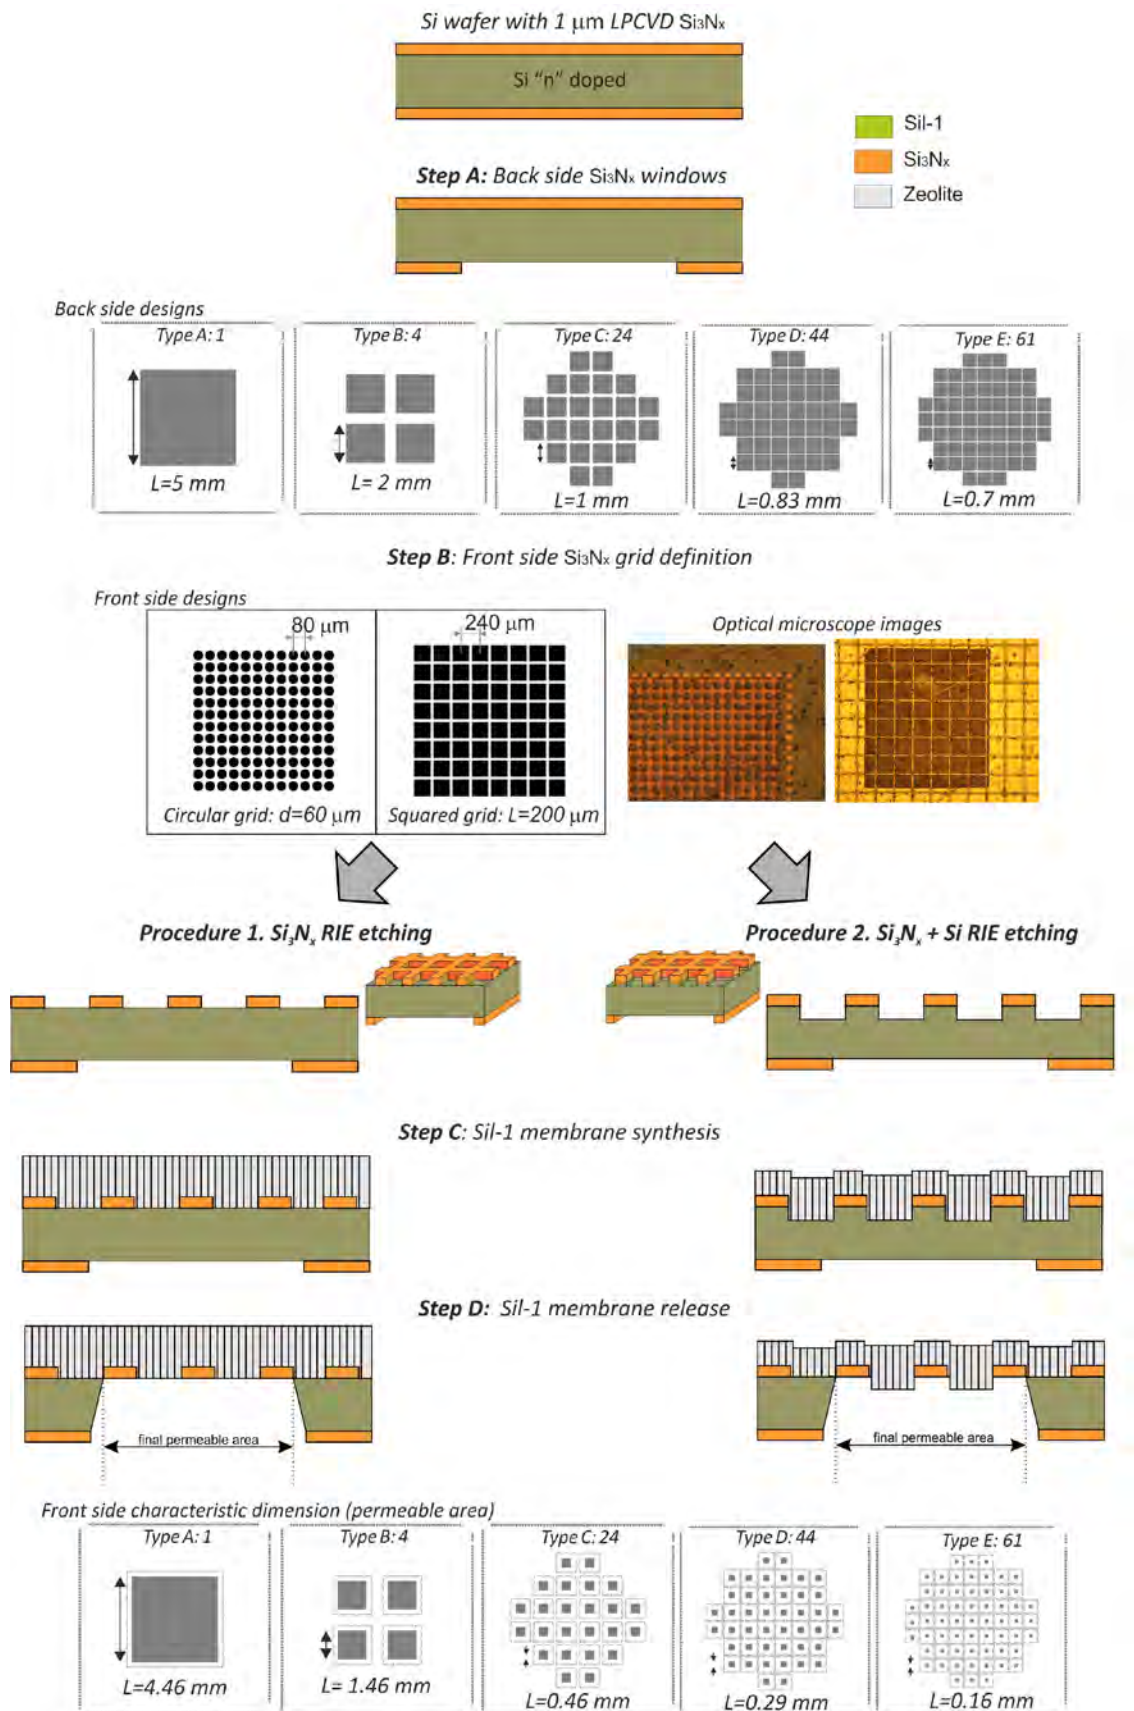 Si wafer with 1 μm LPCVD Si₃Nₓ
Si "n" doped
Sil-1
Si₃Nₓ
Zeolite
Step A: Back side Si₃Nₓ windows
Back side designs
Type A: 1
Type B: 4
Type C: 24
Type D: 44
Type E: 61
L=5 mm
L= 2 mm
L=1 mm
L=0.83 mm
L=0.7 mm
Step B: Front side Si₃Nₓ grid definition
Front side designs
80 μm
240 μm
Optical microscope images
Circular grid: d=60 μm
Squared grid: L=200 μm
Procedure 1. Si₃Nₓ RIE etching
Procedure 2. Si₃Nₓ + Si RIE etching
Step C: Sil-1 membrane synthesis
Step D: Sil-1 membrane release
final permeable area
final permeable area
Front side characteristic dimension (permeable area)
Type A: 1
Type B: 4
Type C: 24
Type D: 44
Type E: 61
L=4.46 mm
L= 1.46 mm
L=0.46 mm
L=0.29 mm
L=0.16 mm